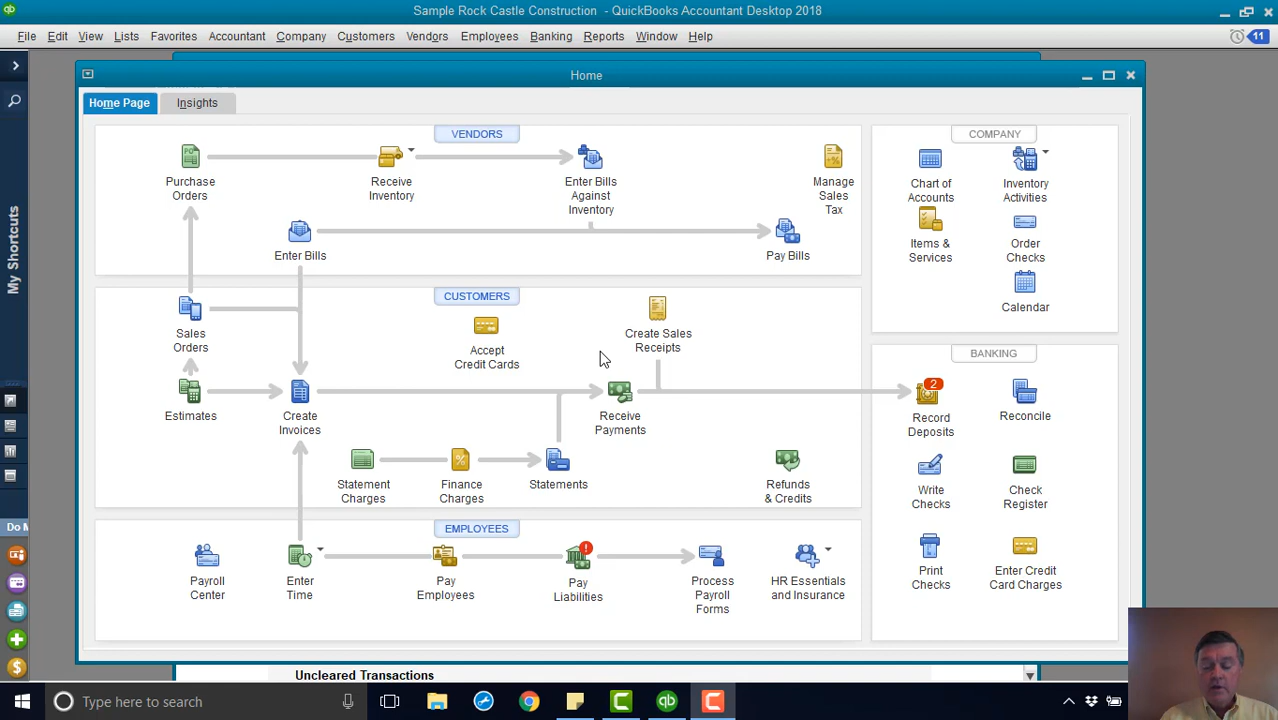 qb
Sample Rock Castle Construction - QuickBooks Accountant Desktop 2018
File Edit View Lists Favorites Accountant Company Customers Vendors Employees Banking Reports Window Help
11
Home
Home Page Insights
My Shortcuts
Do M
VENDORS
PO
Purchase
Orders
Receive
Inventory
Enter Bills
Against
Inventory
Manage
Sales
Tax
Enter Bills
Pay Bills
CUSTOMERS
Sales
Orders
Accept
Credit Cards
Create Sales
Receipts
Estimates
Create
Invoices
Receive
Payments
Statement
Charges
Finance
Charges
Statements
Refunds
& Credits
EMPLOYEES
Payroll
Center
Enter
Time
Pay
Employees
Pay
Liabilities
Process
Payroll
Forms
HR Essentials
and Insurance
COMPANY
Chart of
Accounts
Inventory
Activities
Items &
Services
Order
Checks
Calendar
BANKING
2
Record
Deposits
Reconcile
Write
Checks
Check
Register
Print
Checks
Enter Credit
Card Charges
Uncleared Transactions
Type here to search